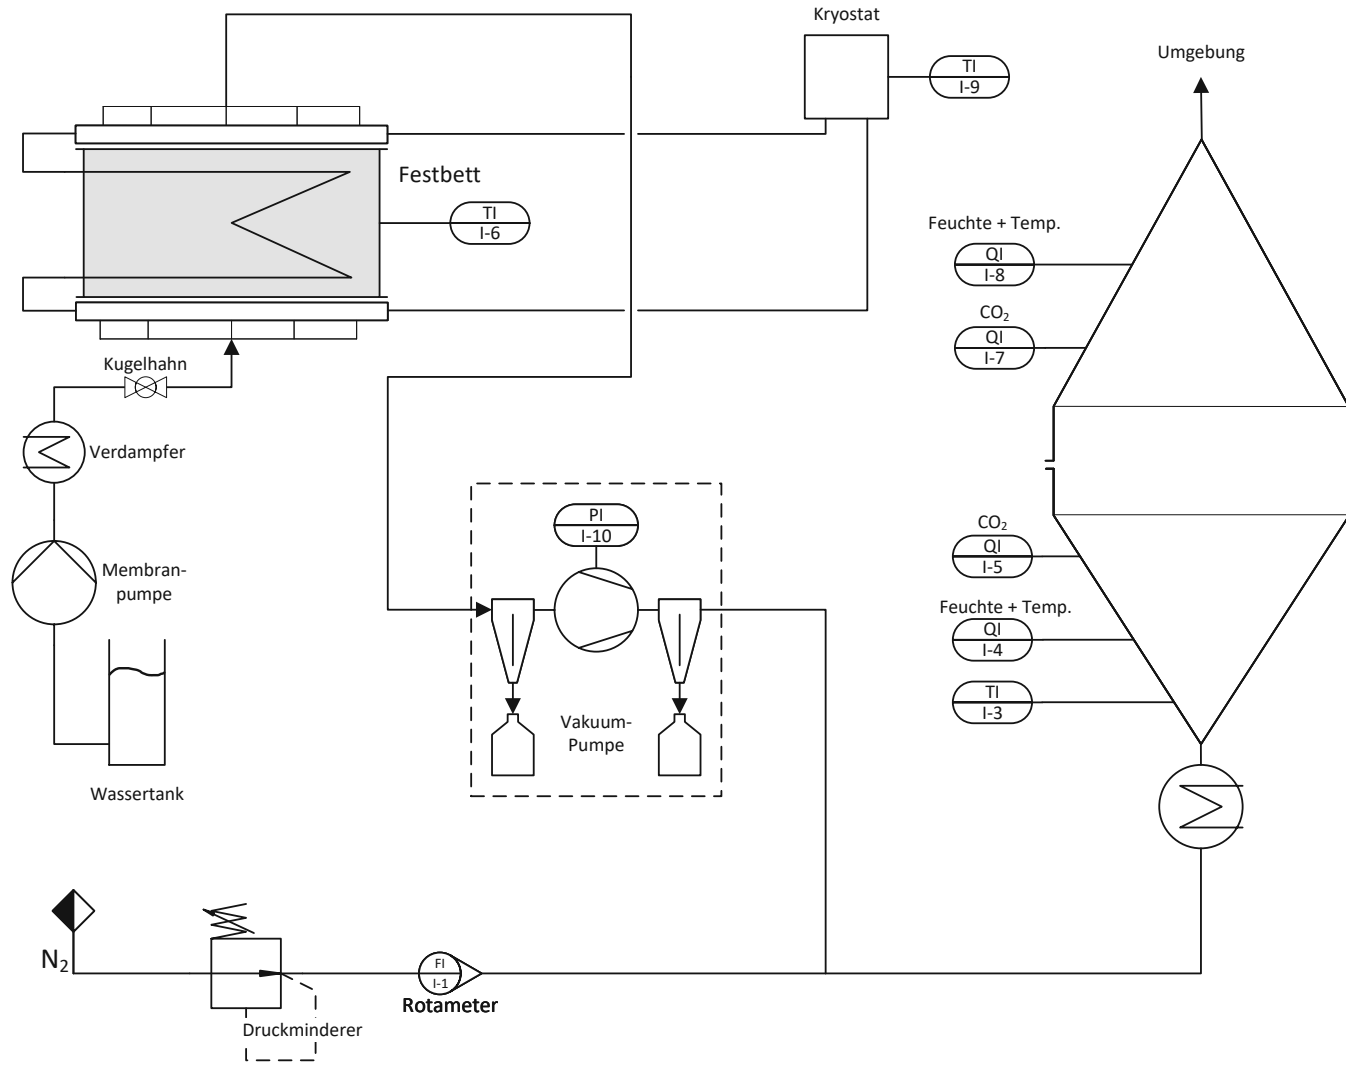 Kryostat
TI
I-9
Umgebung
Festbett
TI
I-6
Feuchte + Temp.
QI
I-8
CO₂
QI
I-7
Kugelhahn
Verdampfer
PI
I-10
CO₂
QI
I-5
Membran-
pumpe
Feuchte + Temp.
QI
I-4
TI
I-3
Vakuum-
Pumpe
Wassertank
N₂
FI
I-1
Rotameter
Druckminderer